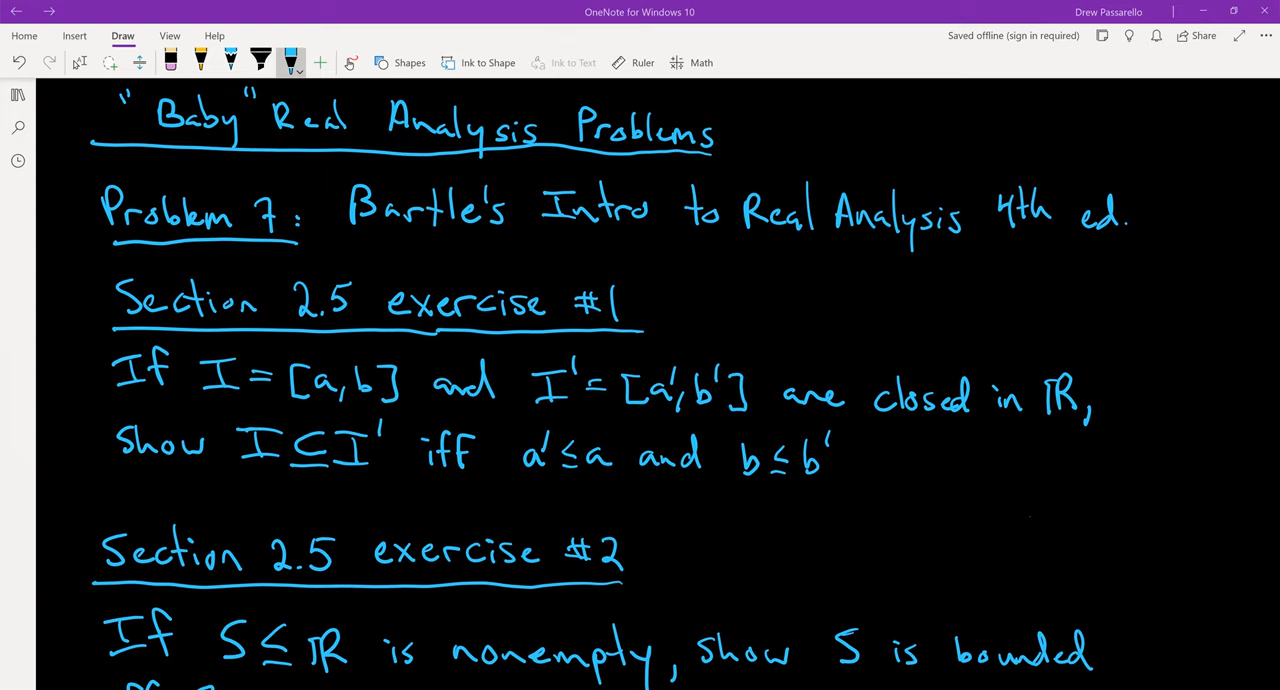 OneNote for Windows 10
Drew Passarello
Home Insert Draw View Help
Saved offline (sign in required) Share
Shapes Ink to Shape Ink to Text Ruler Math
"Baby" Real Analysis Problems
Problem 7: Bartle's Intro to Real Analysis 4th ed.
Section 2.5 exercise #1
If I = [a,b] and I' = [a',b'] are closed in ℝ,
show I ⊆ I' iff a' ≤ a and b ≤ b'
Section 2.5 exercise #2
If S ≤ ℝ is nonempty, show S is bounded